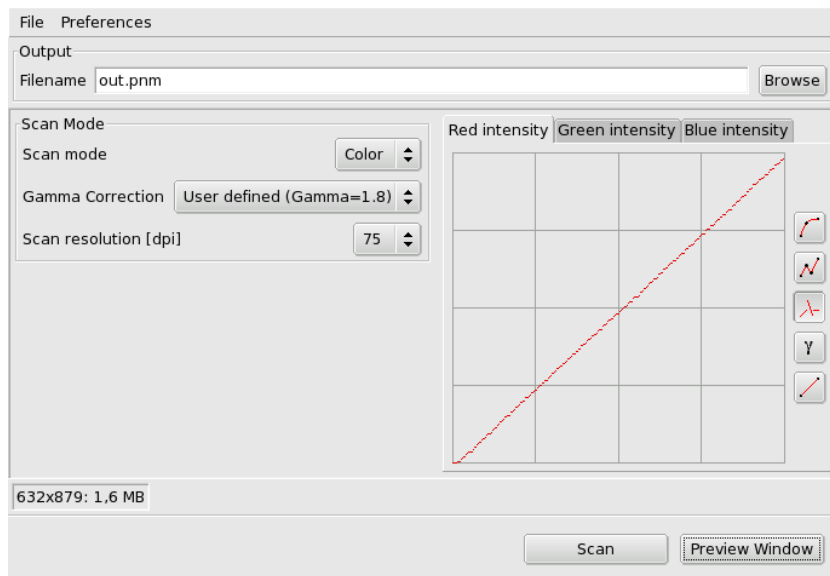 File Preferences
Output
Filename out.pnm Browse
Scan Mode
Scan mode Color
Gamma Correction User defined (Gamma=1.8)
Scan resolution [dpi] 75
Red intensity Green intensity Blue intensity
γ
632x879: 1,6 MB
Scan Preview Window